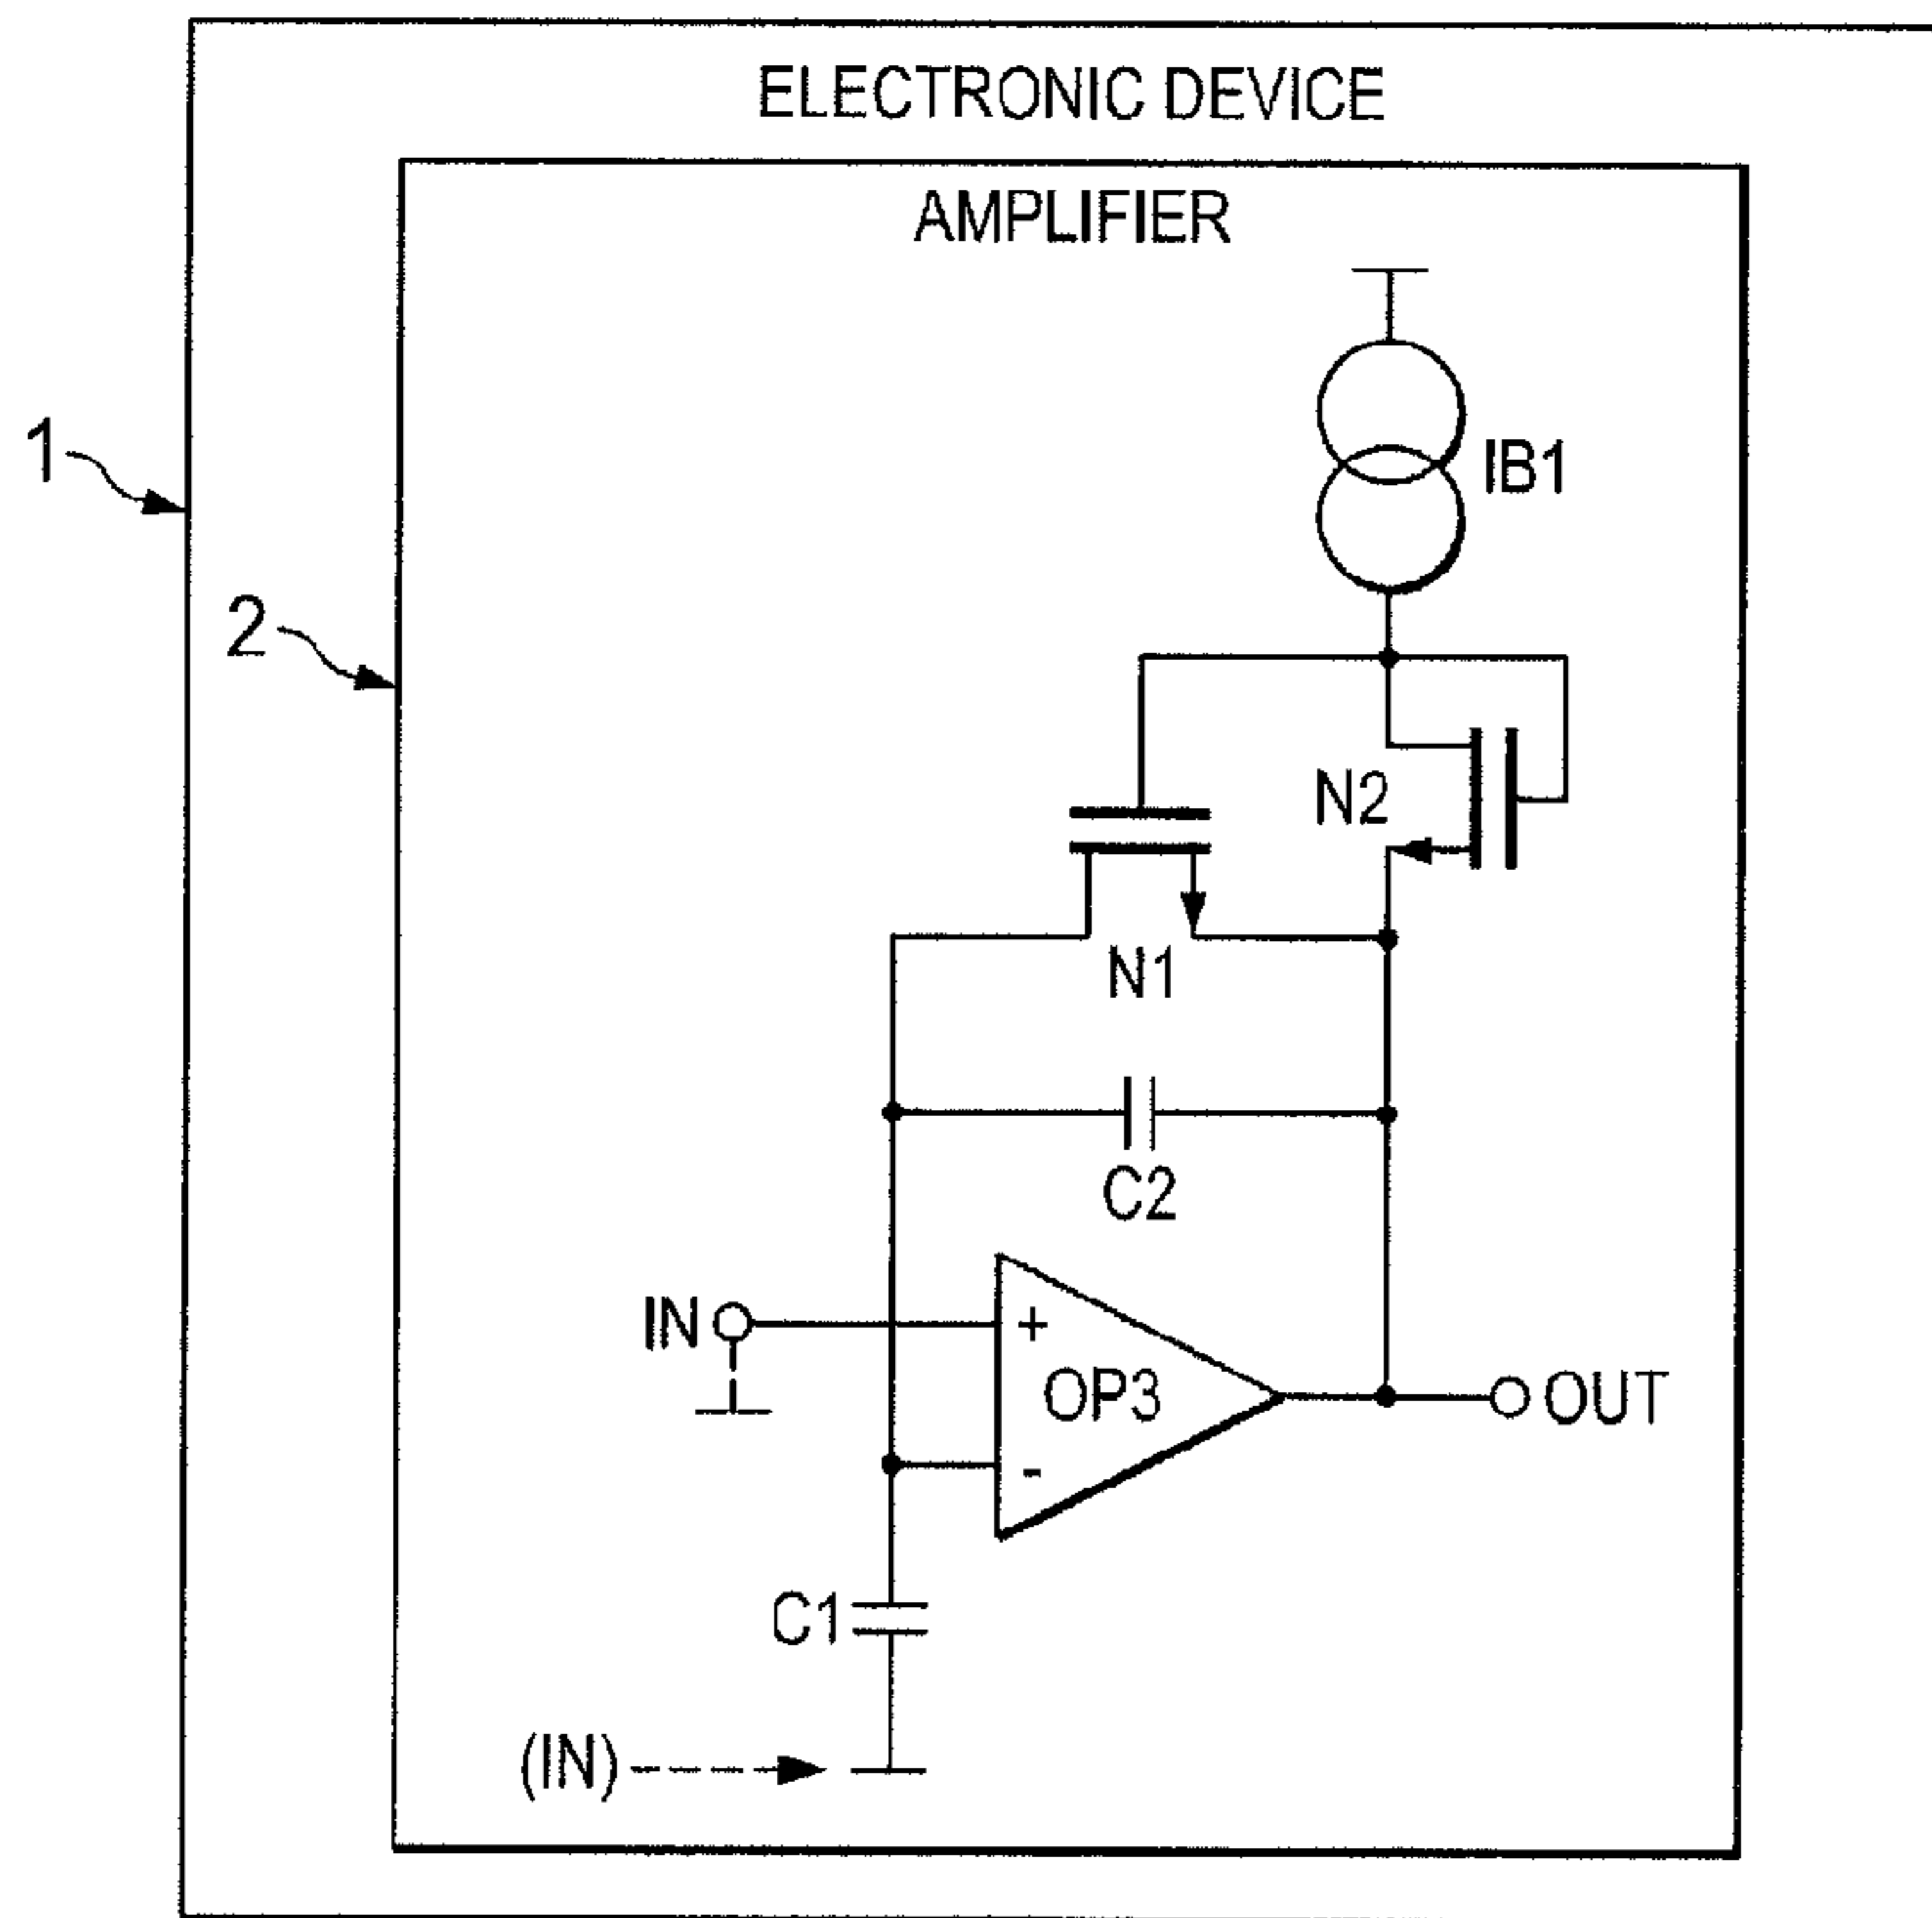 ELECTRONIC DEVICE
AMPLIFIER
IB1
1
2
N2
N1
C2
IN
+
OP3
OUT
-
C1
(IN)